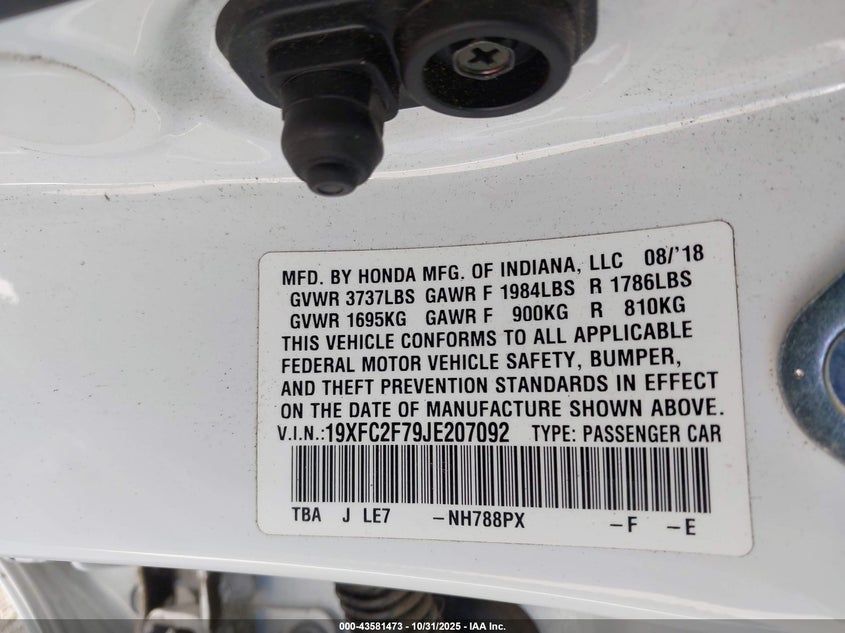 MFD. BY HONDA MFG. OF INDIANA, LLC 08/'18
GVWR 3737LBS GAWR F 1984LBS R 1786LBS
GVWR 1695KG GAWR F 900KG R 810KG
THIS VEHICLE CONFORMS TO ALL APPLICABLE
FEDERAL MOTOR VEHICLE SAFETY, BUMPER,
AND THEFT PREVENTION STANDARDS IN EFFECT
ON THE DATE OF MANUFACTURE SHOWN ABOVE.
V.I.N.:19XFC2F79JE207092 TYPE: PASSENGER CAR
TBA J LE7 -NH788PX -F -E
000-43581473 - 10/31/2025 - IAA Inc.